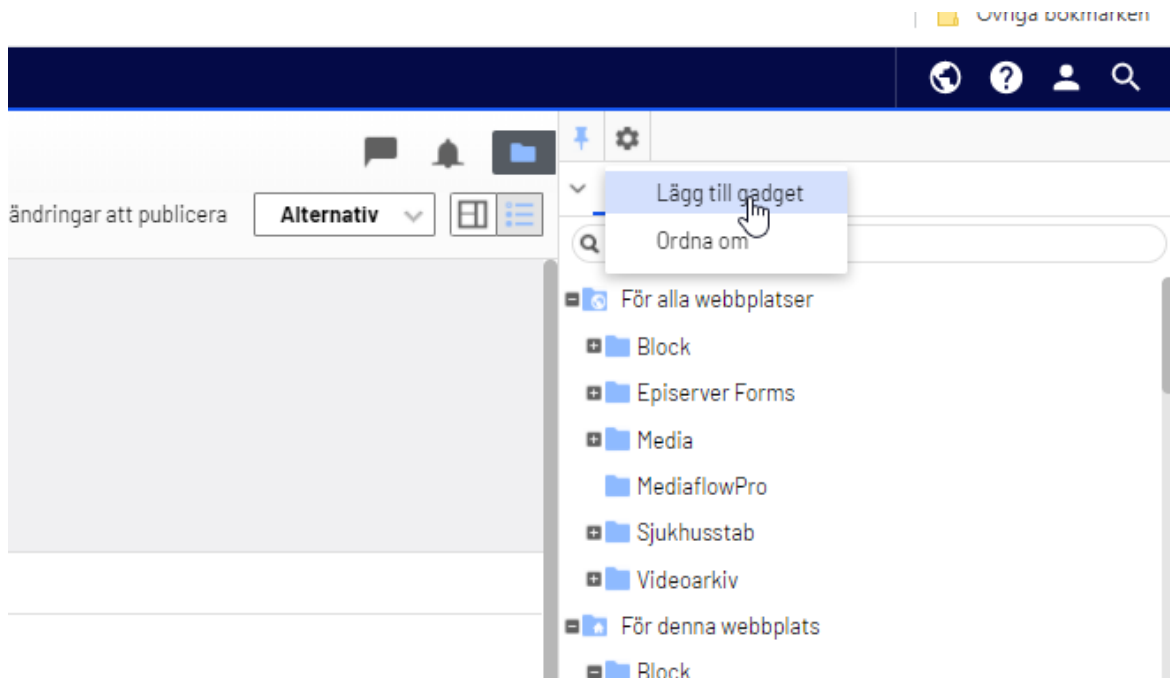 Övriga bokmärken
ändringar att publicera
Alternativ
Lägg till gadget
Ordna om
För alla webbplatser
Block
Episerver Forms
Media
MediaflowPro
Sjukhusstab
Videoarkiv
För denna webbplats
Block